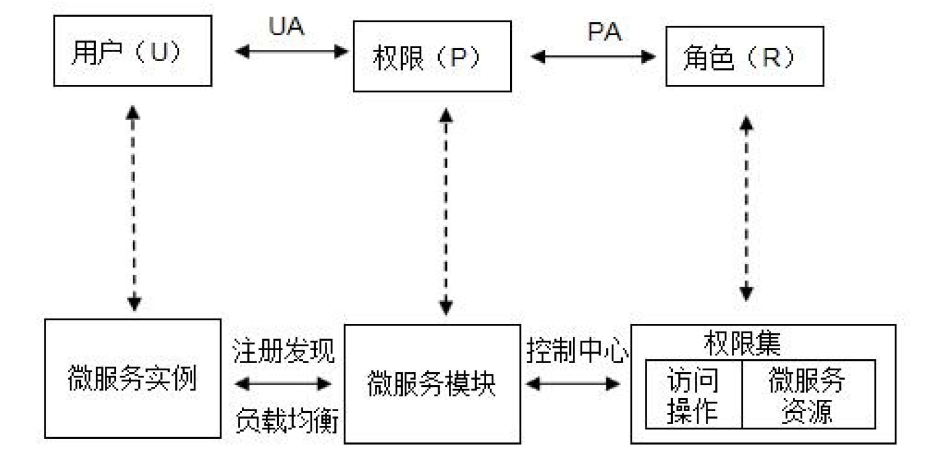 UA
PA
用户（U）
权限（P）
角色（R）
微服务实例
注册发现
负载均衡
微服务模块
控制中心
权限集
访问
操作
微服务
资源